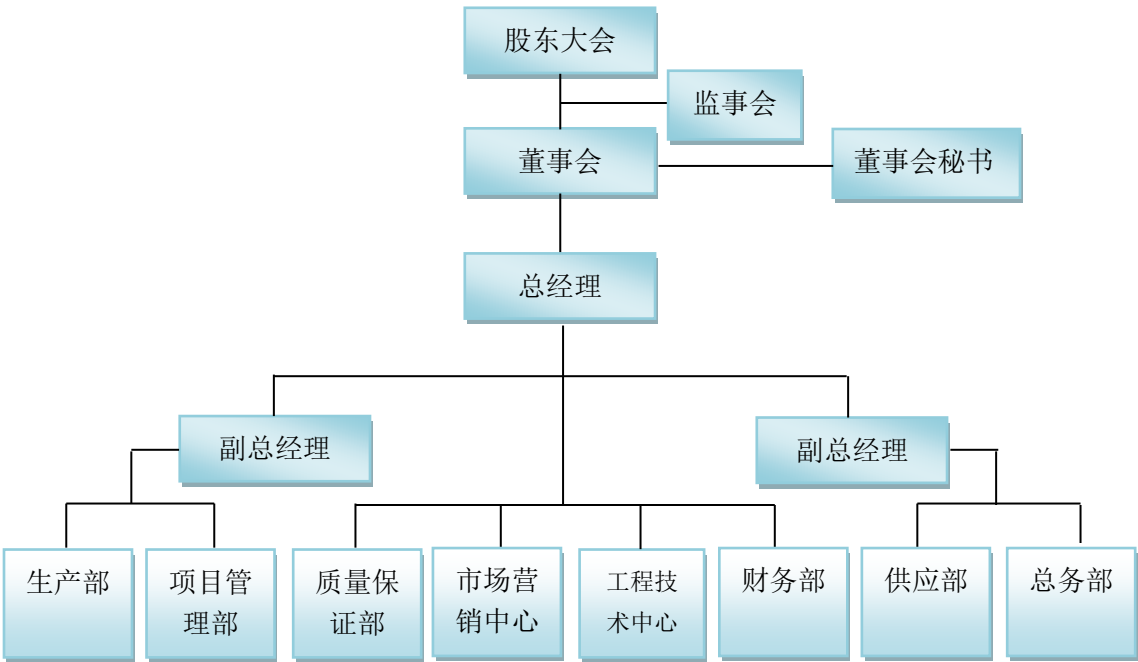 股东大会
监事会
董事会
董事会秘书
总经理
副总经理
副总经理
生产部
项目管
理部
质量保
证部
市场营
销中心
工程技
术中心
财务部
供应部
总务部